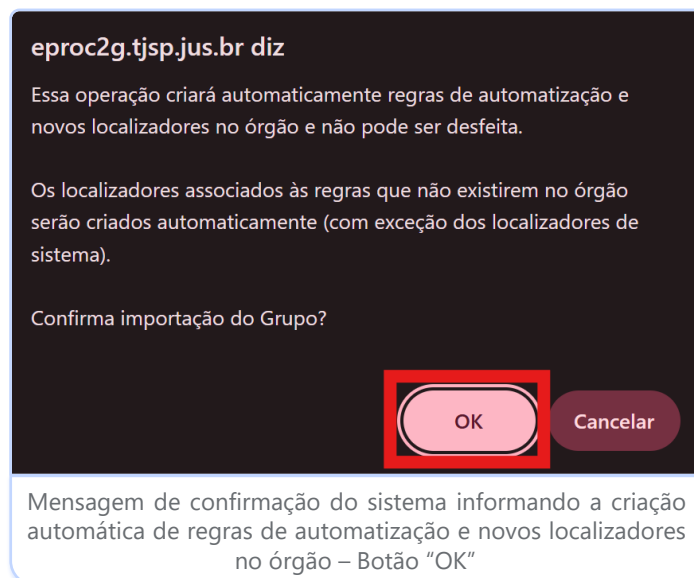 eproc2g.tjsp.jus.br diz
Essa operação criará automaticamente regras de automatização e
novos localizadores no órgão e não pode ser desfeita.
Os localizadores associados às regras que não existirem no órgão
serão criados automaticamente (com exceção dos localizadores de
sistema).
Confirma importação do Grupo?
OK
Cancelar
Mensagem de confirmação do sistema informando a criação
automática de regras de automatização e novos localizadores
no órgão – Botão “OK”